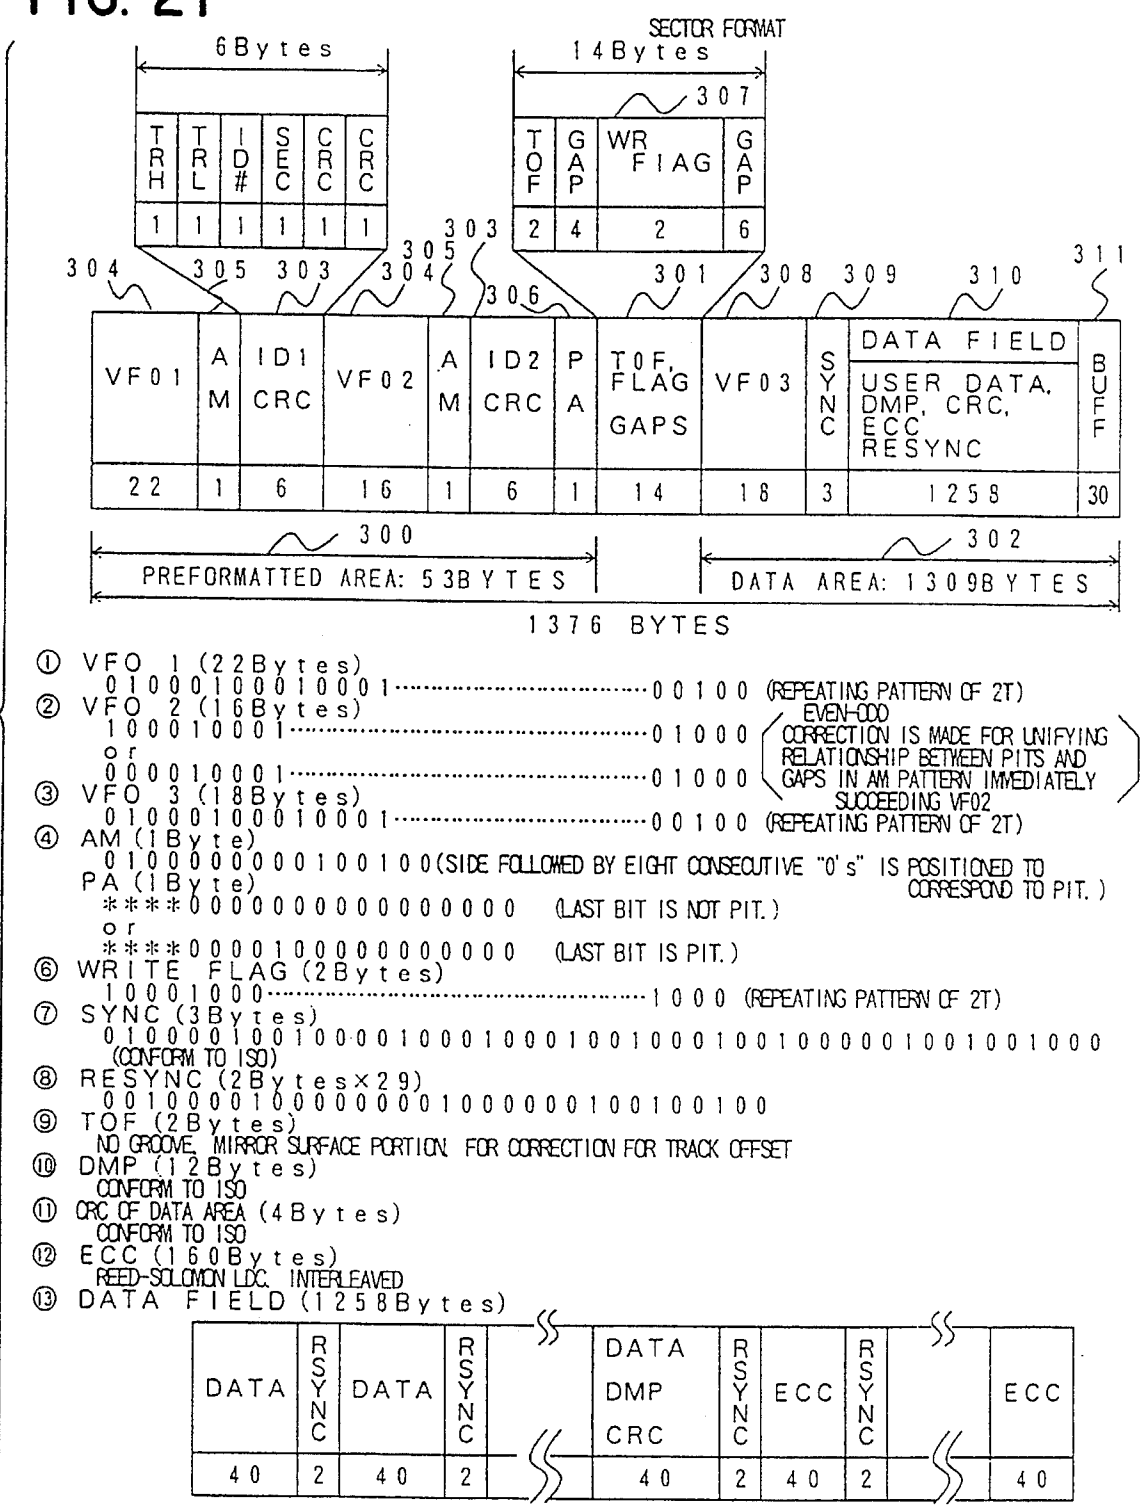 FIG. 21
SECTOR FORMAT
6Bytes
14Bytes
307
TRH TRL ID# SEC CRC CRC
1 1 1 1 1 1
TOF GAP WR FlAG GAP
2 4 2 6
304 305 303 304 305 303 306 301 308 309 310 311
VF01 AM ID1 CRC VF02 AM ID2 CRC PA T0F, FLAG GAPS VF03 SYNC DATA FIELD USER DATA, DMP, CRC, ECC RESYNC BUFF
22 1 6 16 1 6 1 14 18 3 1258 30
300
302
PREFORMATTED AREA: 53BYTES
DATA AREA: 1309BYTES
1376 BYTES
① VFO 1 (22Bytes)
0100010001001·······00100 (REPEATING PATTERN OF 2T)
② VFO 2 (16Bytes)
100010001·······01000
or
000010001·······01000
EVEN-ODD
CORRECTION IS MADE FOR UNIFYING
RELATIONSHIP BETWEEN PITS AND
GAPS IN AM PATTERN IMMEDIATELY
SUCCEEDING VF02
③ VFO 3 (18Bytes)
0100010001001·······00100 (REPEATING PATTERN OF 2T)
④ AM (1Byte)
0100000000100100(SIDE FOLLOWED BY EIGHT CONSECUTIVE "0's" IS POSITIONED TO
CORRESPOND TO PIT.)
PA (1Byte)
****0000000000000000 (LAST BIT IS NOT PIT.)
or
****0000100000000000 (LAST BIT IS PIT.)
⑥ WRITE FLAG (2Bytes)
10001000·······1000 (REPEATING PATTERN OF 2T)
⑦ SYNC (3Bytes)
010000100100001000100010010001001000001001001000
(CONFORM TO ISO)
⑧ RESYNC (2Bytes×29)
00100001000000001000000100100100
⑨ TOF (2Bytes)
NO GROOVE. MIRROR SURFACE PORTION. FOR CORRECTION FOR TRACK OFFSET
⑩ DMP (12Bytes)
CONFORM TO ISO
⑪ CRC OF DATA AREA (4Bytes)
CONFORM TO ISO
⑫ ECC (160Bytes)
REED-SOLOMON LDC. INTERLEAVED
⑬ DATA FIELD (1258Bytes)
DATA RSYNC DATA RSYNC DATA DMP CRC RSYNC ECC RSYNC ECC
40 2 40 2 40 2 40 2 40